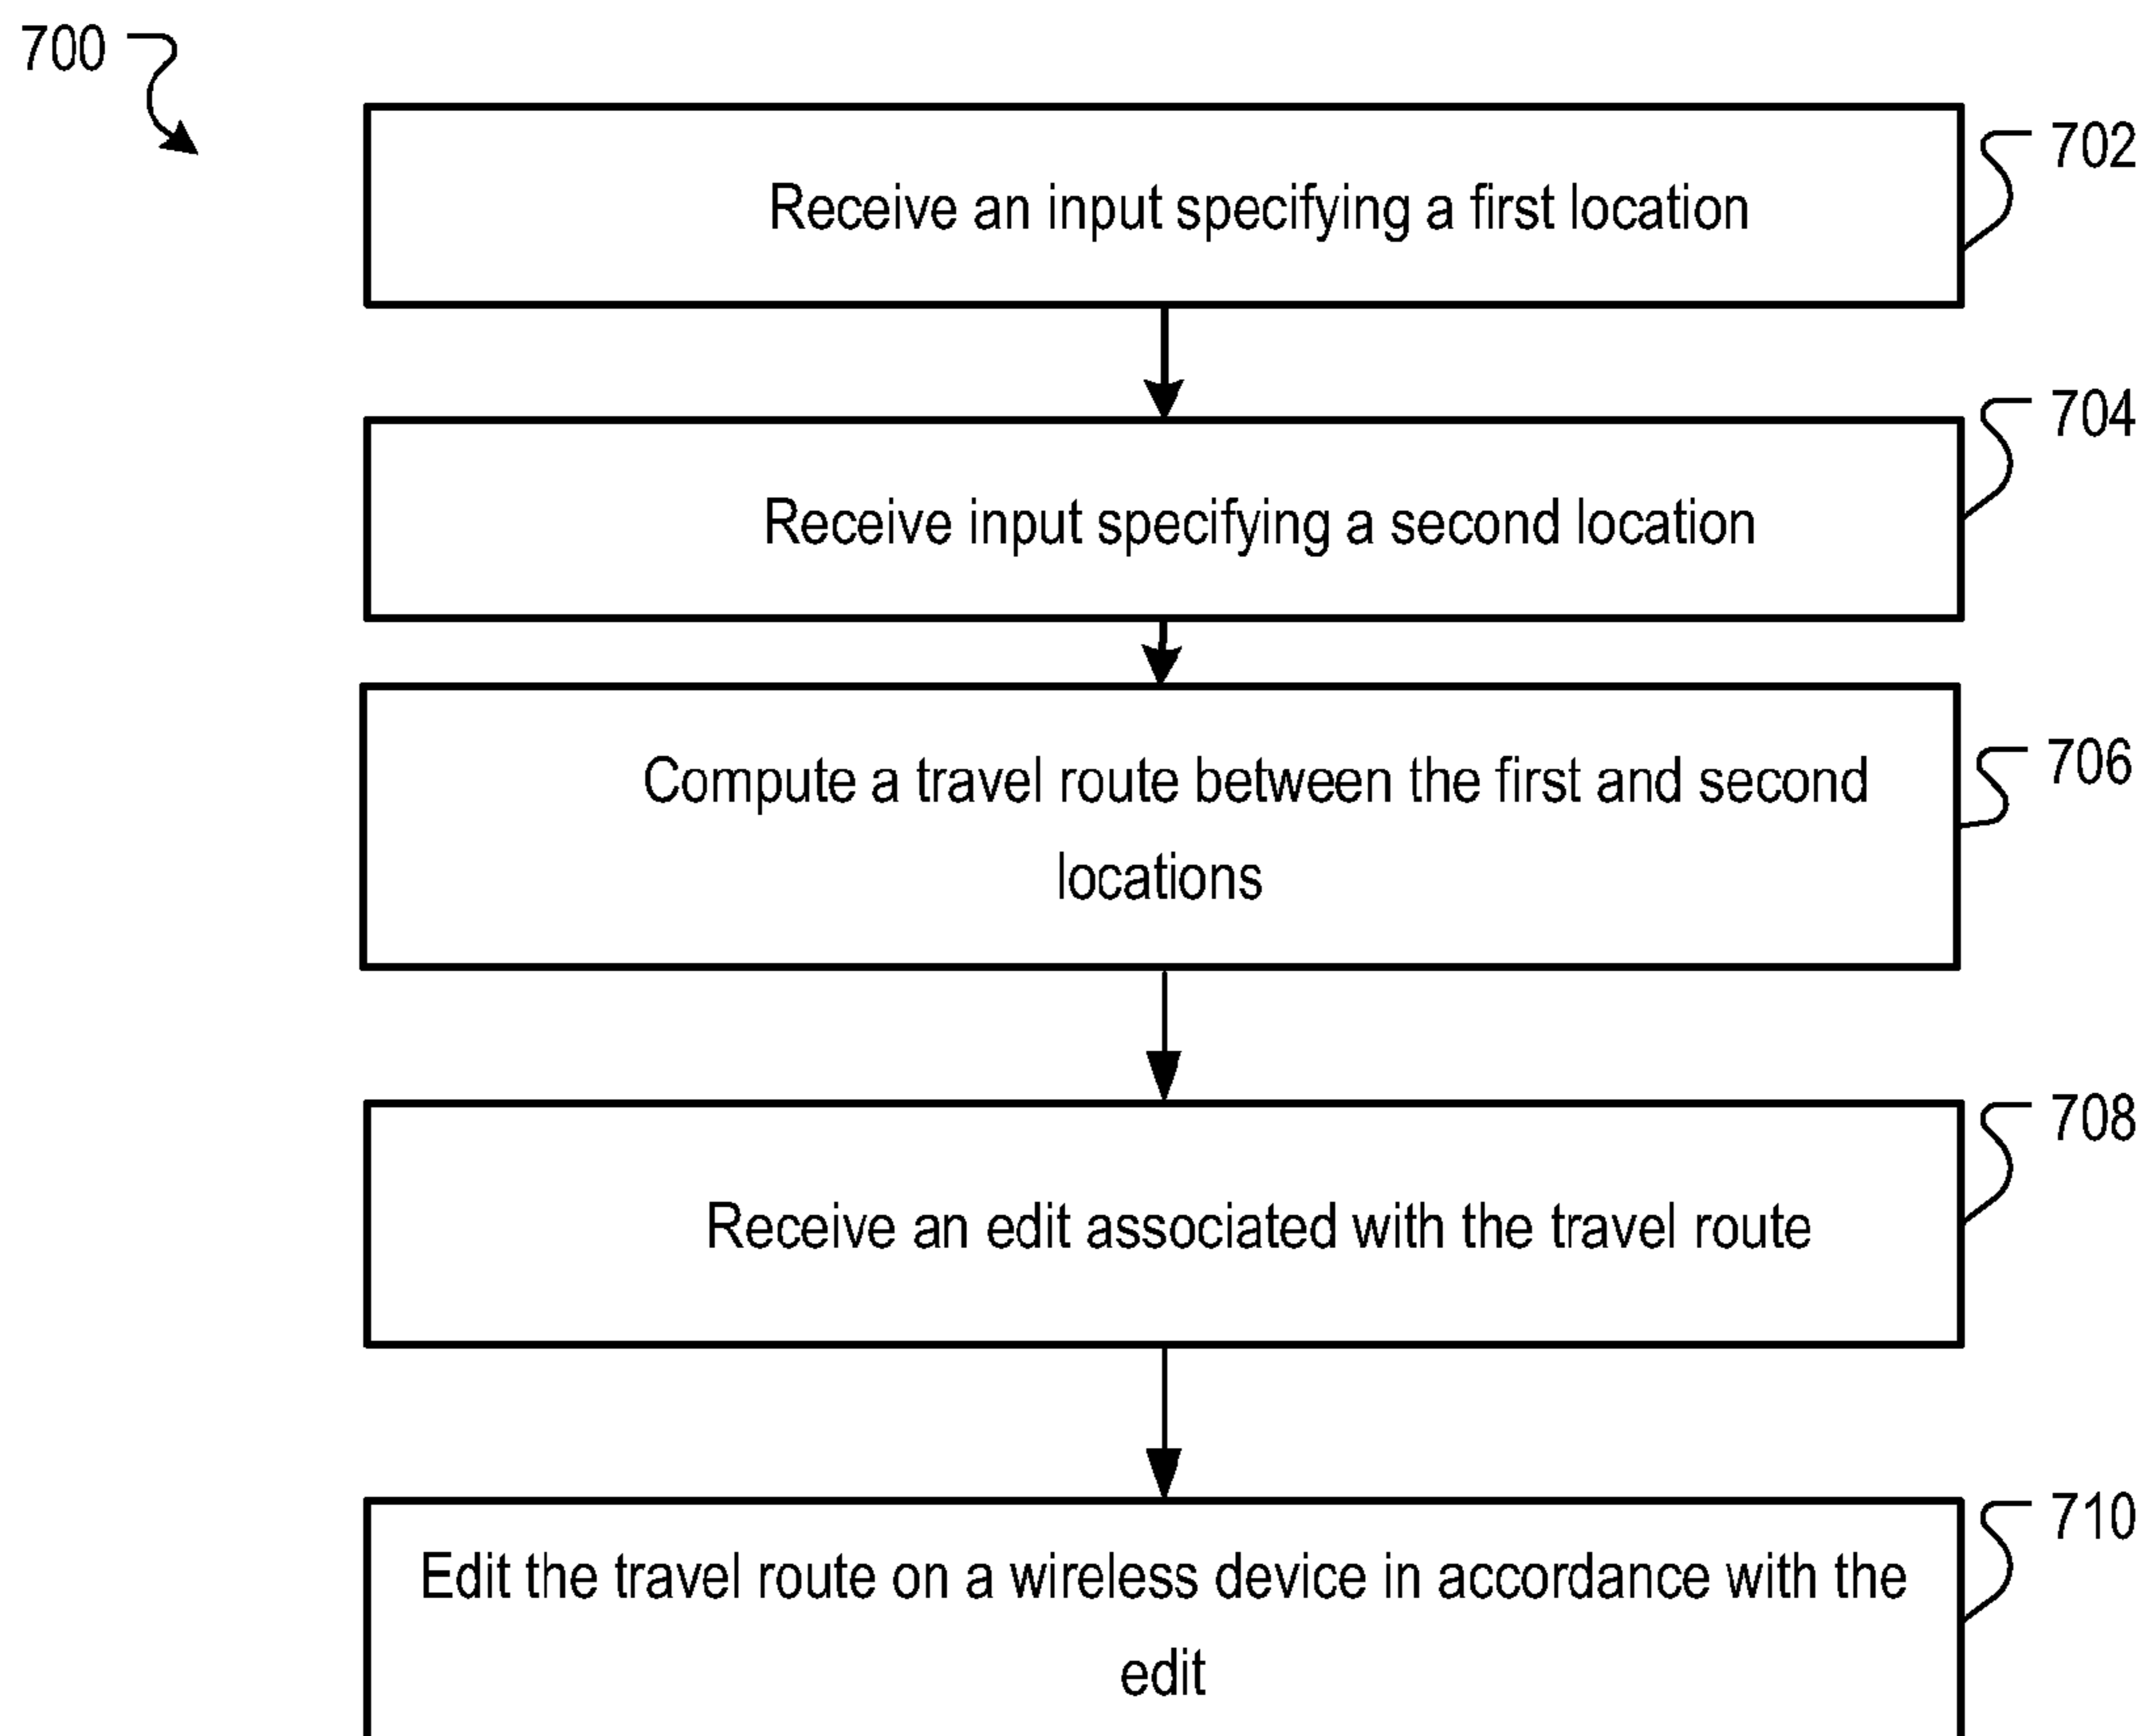 700
Receive an input specifying a first location
702
Receive input specifying a second location
704
Compute a travel route between the first and second
locations
706
Receive an edit associated with the travel route
708
Edit the travel route on a wireless device in accordance with the
edit
710